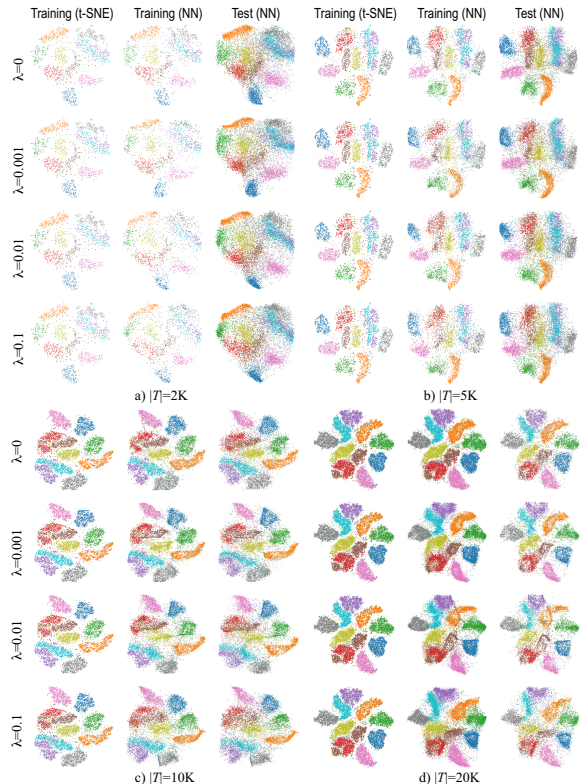 Training (t-SNE) Training (NN) Test (NN) Training (t-SNE) Training (NN) Test (NN)
λ=0
λ=0.001
λ=0.01
λ=0.1
a) |T|=2K b) |T|=5K
λ=0
λ=0.001
λ=0.01
λ=0.1
c) |T|=10K d) |T|=20K